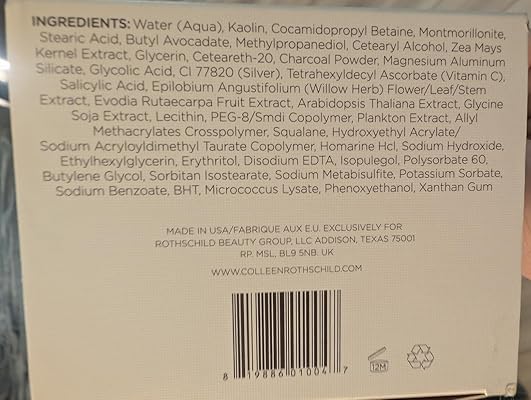 INGREDIENTS: Water (Aqua), Kaolin, Cocamidopropyl Betaine, Montmorillonite,
Stearic Acid, Butyl Avocadate, Methylpropanediol, Cetearyl Alcohol, Zea Mays
Kernel Extract, Glycerin, Ceteareth-20, Charcoal Powder, Magnesium Aluminum
Silicate, Glycolic Acid, CI 77820 (Silver), Tetrahexyldecyl Ascorbate (Vitamin C),
Salicylic Acid, Epilobium Angustifolium (Willow Herb) Flower/Leaf/Stem
Extract, Evodia Rutaecarpa Fruit Extract, Arabidopsis Thaliana Extract, Glycine
Soja Extract, Lecithin, PEG-8/Smdi Copolymer, Plankton Extract, Allyl
Methacrylates Crosspolymer, Squalane, Hydroxyethyl Acrylate/
Sodium Acryloyldimethyl Taurate Copolymer, Homarine Hcl, Sodium Hydroxide,
Ethylhexylglycerin, Erythritol, Disodium EDTA, Isopulegol, Polysorbate 60,
Butylene Glycol, Sorbitan Isostearate, Sodium Metabisulfite, Potassium Sorbate,
Sodium Benzoate, BHT, Micrococcus Lysate, Phenoxyethanol, Xanthan Gum
MADE IN USA/FABRIQUE AUX E.U. EXCLUSIVELY FOR
ROTHSCHILD BEAUTY GROUP, LLC ADDISON, TEXAS 75001
RP. MSL, BL9 5NB. UK
WWW.COLLEENROTHSCHILD.COM
8 19886 01004 7
12M